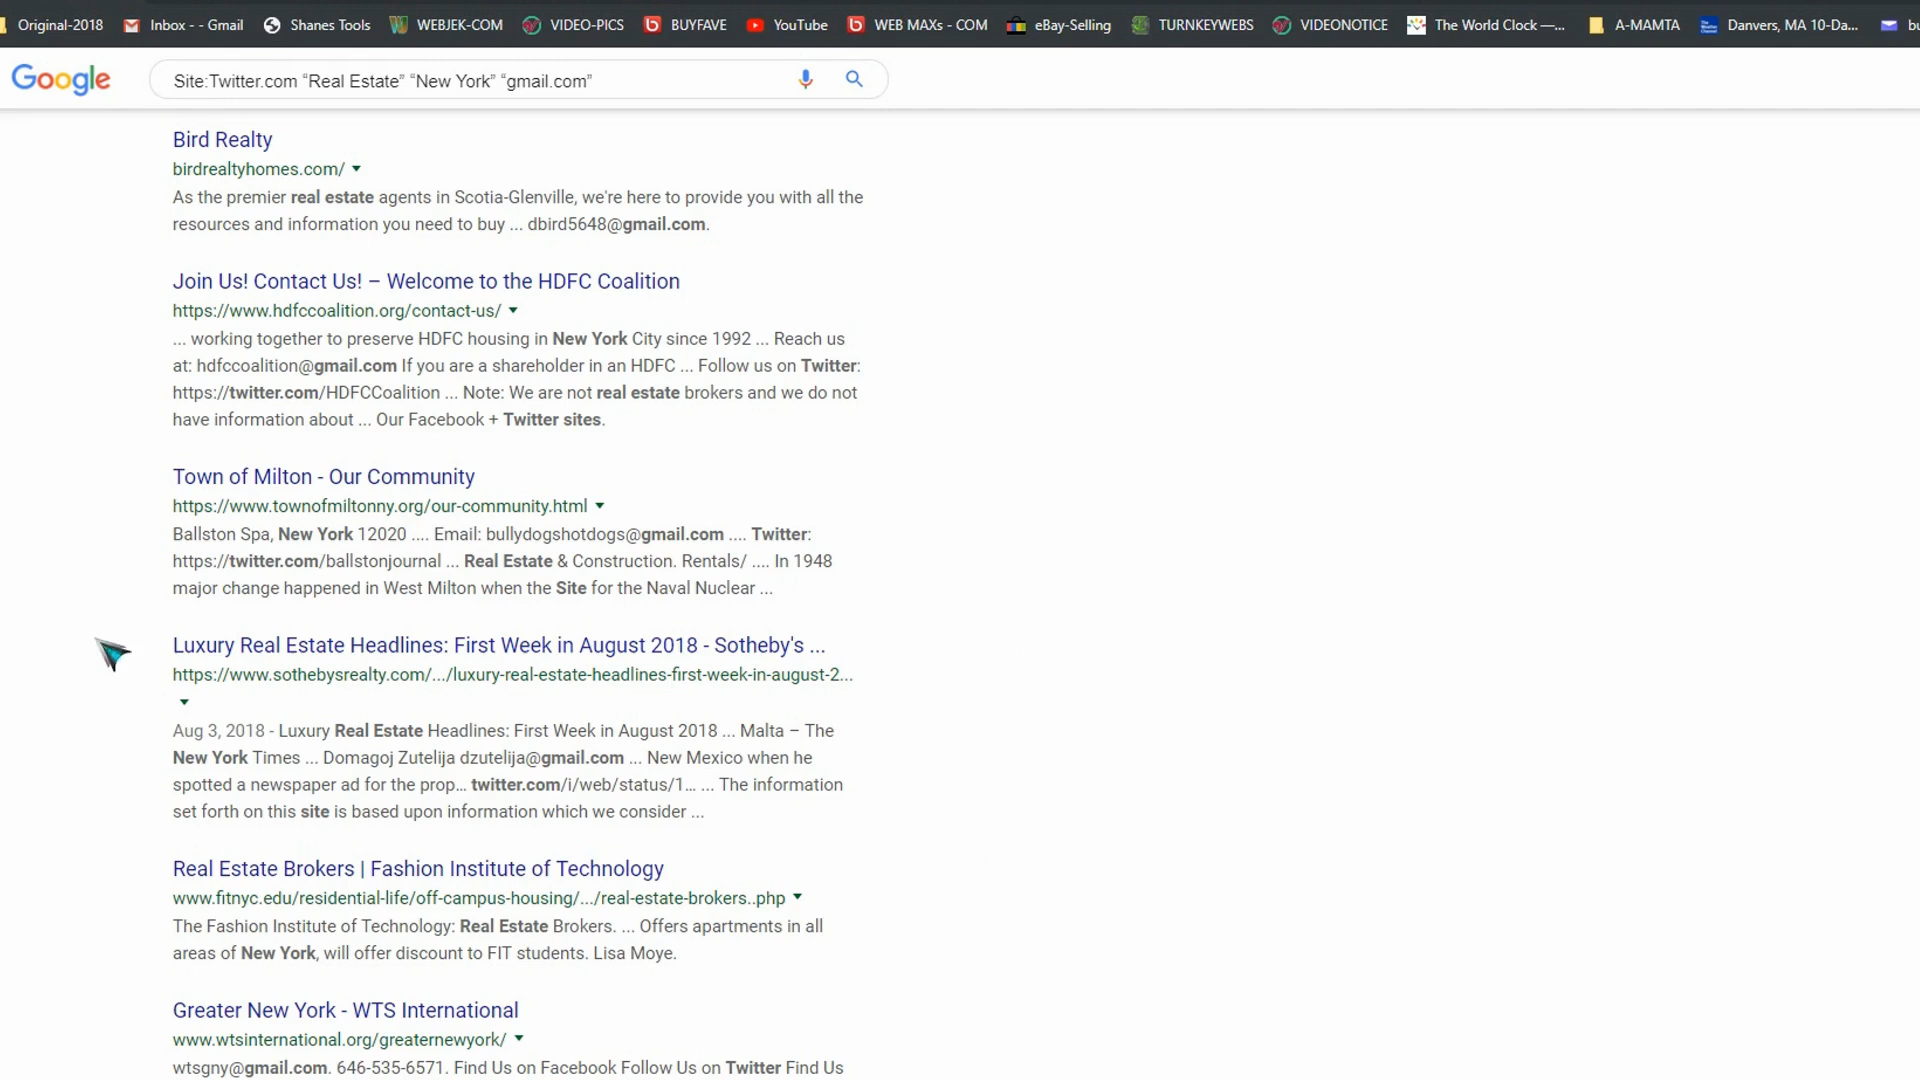 Original-2018 Inbox - - Gmail Shanes Tools WEBJEK-COM VIDEO-PICS BUYFAVE YouTube WEB MAXs - COM eBay-Selling TURNKEYWEBS VIDEONOTICE The World Clock —... A-MAMTA Danvers, MA 10-Da... bu
Google Site:Twitter.com “Real Estate” “New York” “gmail.com”
Bird Realty
birdrealtyhomes.com/
As the premier real estate agents in Scotia-Glenville, we're here to provide you with all the
resources and information you need to buy ... dbird5648@gmail.com.
Join Us! Contact Us! – Welcome to the HDFC Coalition
https://www.hdfccoalition.org/contact-us/
... working together to preserve HDFC housing in New York City since 1992 ... Reach us
at: hdfccoalition@gmail.com If you are a shareholder in an HDFC ... Follow us on Twitter:
https://twitter.com/HDFCCoalition ... Note: We are not real estate brokers and we do not
have information about ... Our Facebook + Twitter sites.
Town of Milton - Our Community
https://www.townofmiltonny.org/our-community.html
Ballston Spa, New York 12020 .... Email: bullydogshotdogs@gmail.com .... Twitter:
https://twitter.com/ballstonjournal ... Real Estate & Construction. Rentals/ .... In 1948
major change happened in West Milton when the Site for the Naval Nuclear ...
Luxury Real Estate Headlines: First Week in August 2018 - Sotheby's ...
https://www.sothebysrealty.com/.../luxury-real-estate-headlines-first-week-in-august-2...
Aug 3, 2018 - Luxury Real Estate Headlines: First Week in August 2018 ... Malta – The
New York Times ... Domagoj Zutelija dzutelija@gmail.com ... New Mexico when he
spotted a newspaper ad for the prop... twitter.com/i/web/status/1... ... The information
set forth on this site is based upon information which we consider ...
Real Estate Brokers | Fashion Institute of Technology
www.fitnyc.edu/residential-life/off-campus-housing/.../real-estate-brokers..php
The Fashion Institute of Technology: Real Estate Brokers. ... Offers apartments in all
areas of New York, will offer discount to FIT students. Lisa Moye.
Greater New York - WTS International
www.wtsinternational.org/greaternewyork/
wtsgny@gmail.com. 646-535-6571. Find Us on Facebook Follow Us on Twitter Find Us